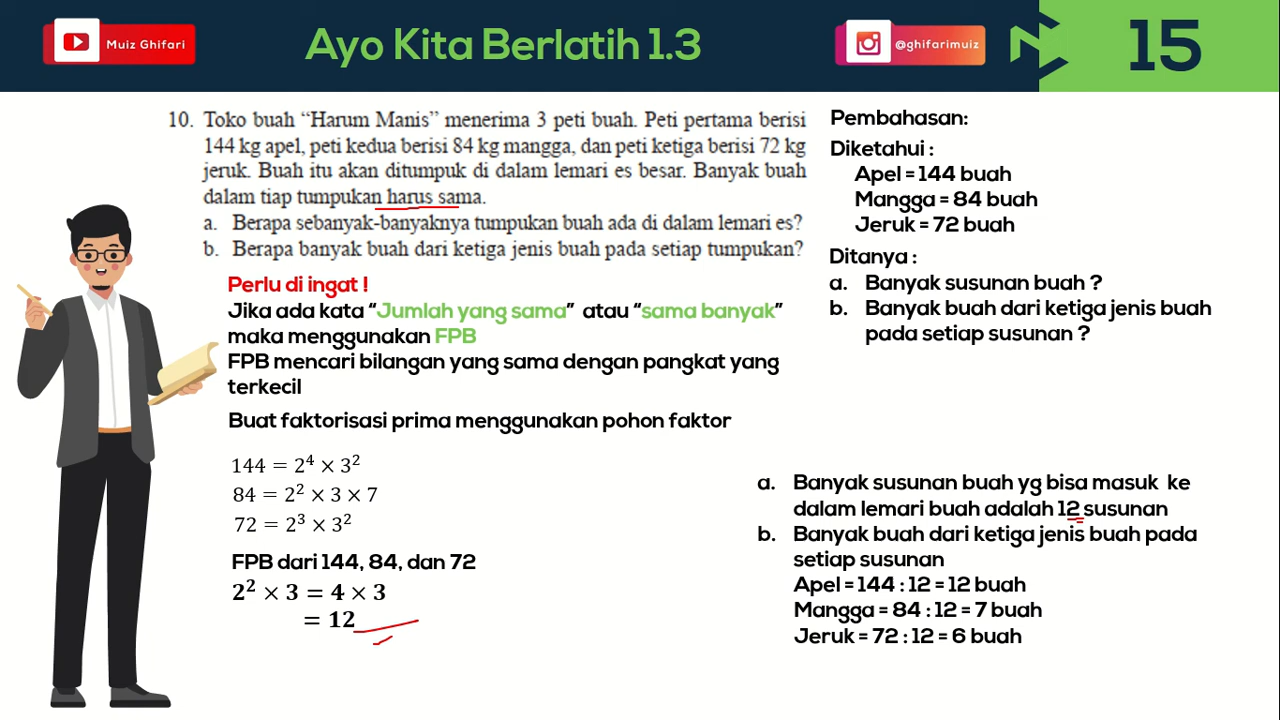 Muiz Ghifari
Ayo Kita Berlatih 1.3
@ghifarimuiz
15
10. Toko buah “Harum Manis” menerima 3 peti buah. Peti pertama berisi
144 kg apel, peti kedua berisi 84 kg mangga, dan peti ketiga berisi 72 kg
jeruk. Buah itu akan ditumpuk di dalam lemari es besar. Banyak buah
dalam tiap tumpukan harus sama.
a. Berapa sebanyak-banyaknya tumpukan buah ada di dalam lemari es?
b. Berapa banyak buah dari ketiga jenis buah pada setiap tumpukan?
Perlu di ingat !
Jika ada kata “Jumlah yang sama” atau “sama banyak”
maka menggunakan FPB
FPB mencari bilangan yang sama dengan pangkat yang
terkecil
Buat faktorisasi prima menggunakan pohon faktor
144 = 2⁴ × 3²
84 = 2² × 3 × 7
72 = 2³ × 3²
FPB dari 144, 84, dan 72
2² × 3 = 4 × 3
= 12
Pembahasan:
Diketahui :
Apel = 144 buah
Mangga = 84 buah
Jeruk = 72 buah
Ditanya :
a. Banyak susunan buah ?
b. Banyak buah dari ketiga jenis buah
pada setiap susunan ?
a. Banyak susunan buah yg bisa masuk ke
dalam lemari buah adalah 12 susunan
b. Banyak buah dari ketiga jenis buah pada
setiap susunan
Apel = 144 : 12 = 12 buah
Mangga = 84 : 12 = 7 buah
Jeruk = 72 : 12 = 6 buah